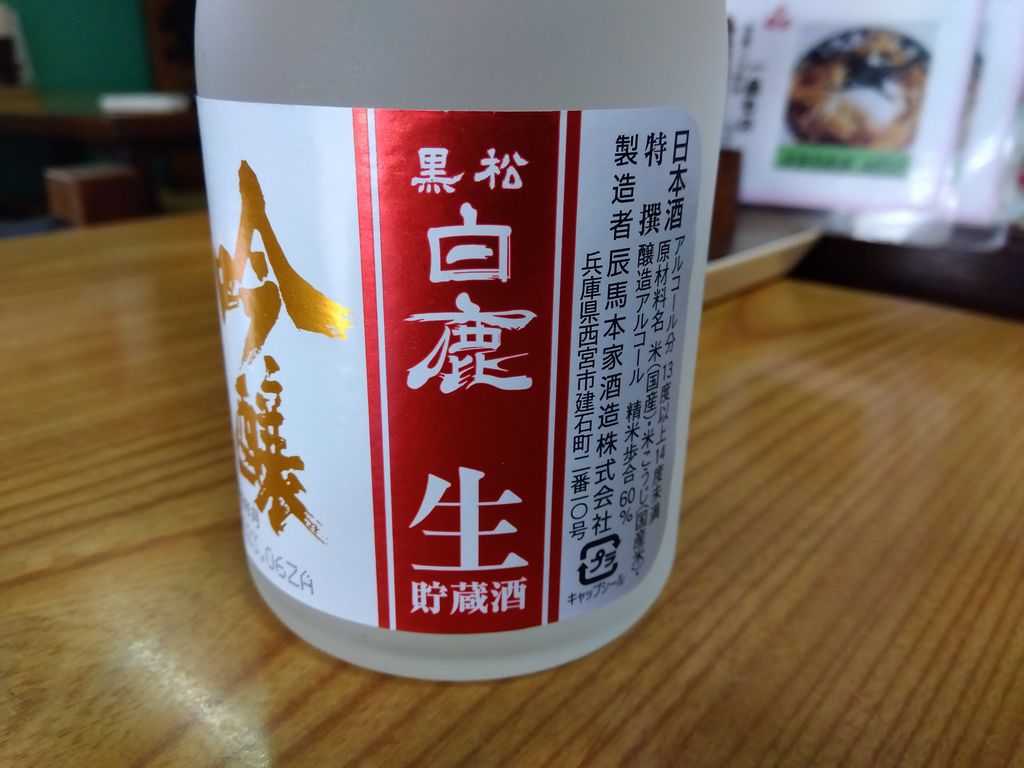 吟醸
黒松
白鹿
生
貯蔵酒
日本酒
アルコール分 13度以上14度未満
特撰
原材料名 米(国産)・米こうじ(国産米)・
醸造アルコール 精米歩合60%
製造者 辰馬本家酒造株式会社
兵庫県西宮市建石町二番一〇号
プラ
キャップシール